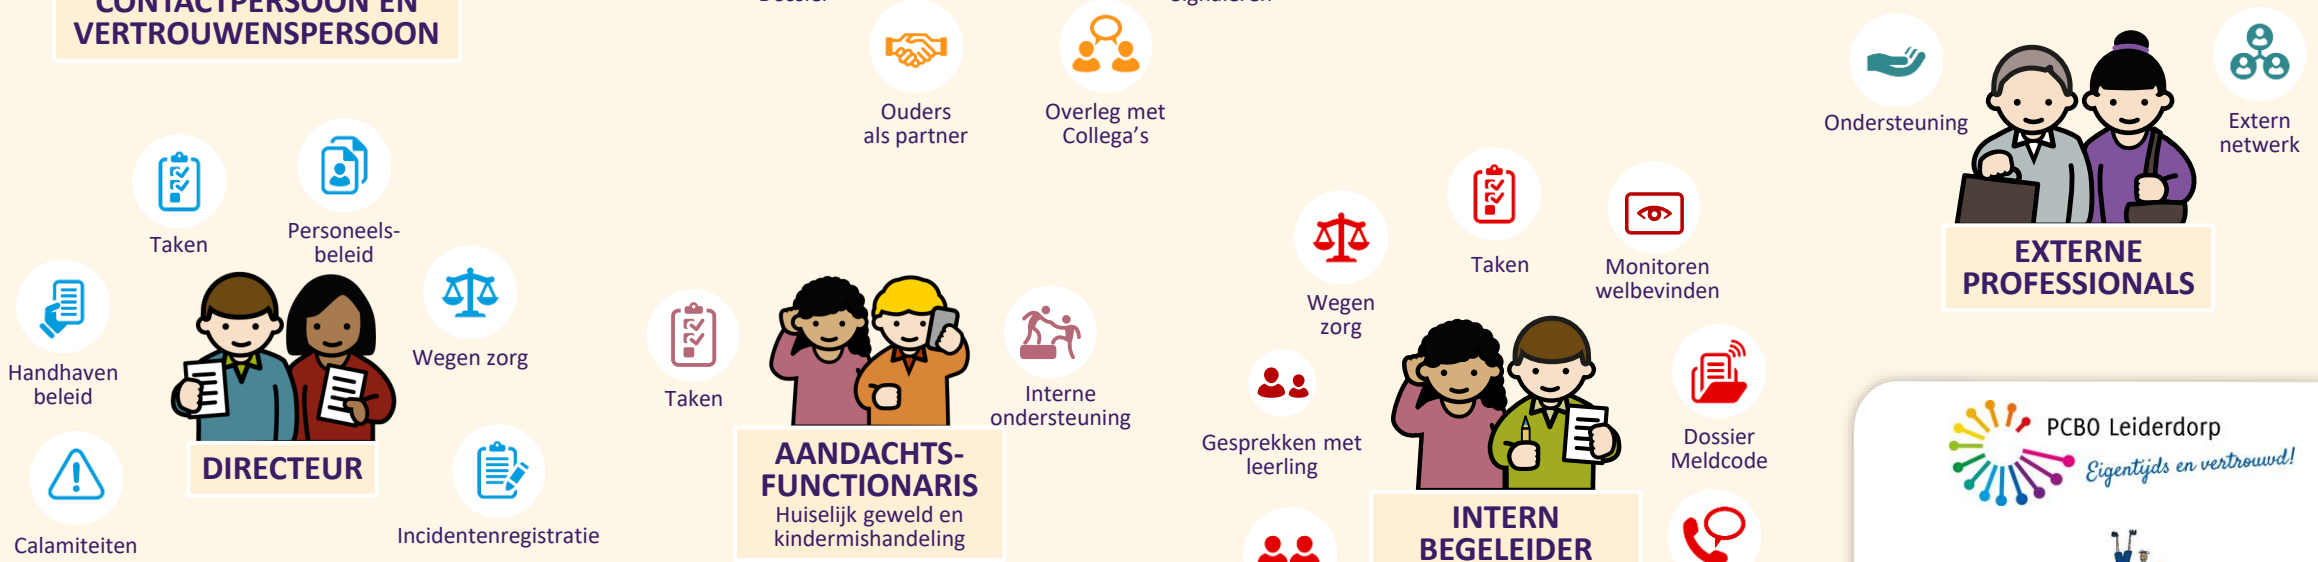 CONTACTPERSOON EN
VERTROUWENSPERSOON
Dossier
Signaleren
Ouders
als partner
Overleg met
Collega's
Ondersteuning
Extern
netwerk
EXTERNE
PROFESSIONALS
Taken
Personeels-
beleid
Handhaven
beleid
Wegen zorg
Calamiteiten
DIRECTEUR
Incidentenregistratie
Taken
Interne
ondersteuning
AANDACHTS-
FUNCTIONARIS
Huiselijk geweld en
kindermishandeling
Wegen
zorg
Taken
Monitoren
welbevinden
Gesprekken met
leerling
Dossier
Meldcode
INTERN
BEGELEIDER
PCBO Leiderdorp
Eigentijds en vertrouwd!